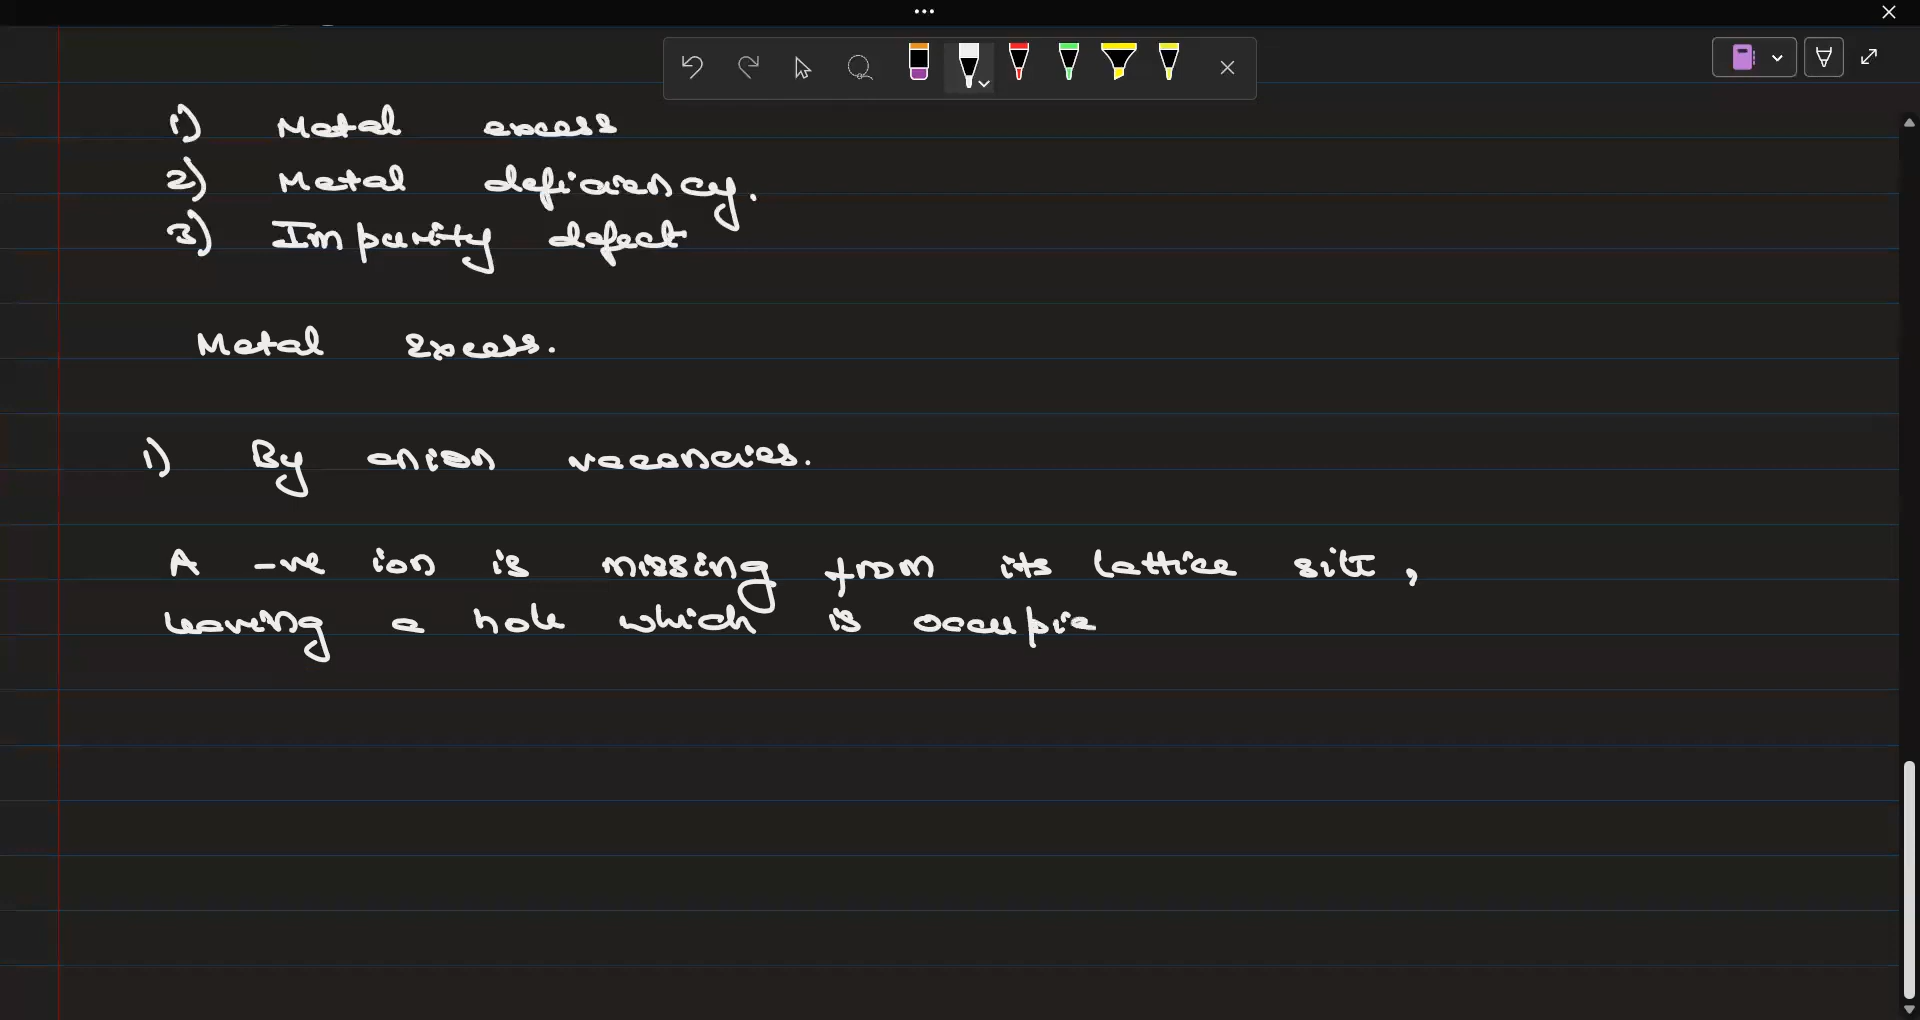 1) Metal excess
2) Metal deficiency.
3) Impurity defect
Metal Excess.
1) By anion vacancies.
A -ve ion is missing from its lattice site,
leaving a hole which is occupie